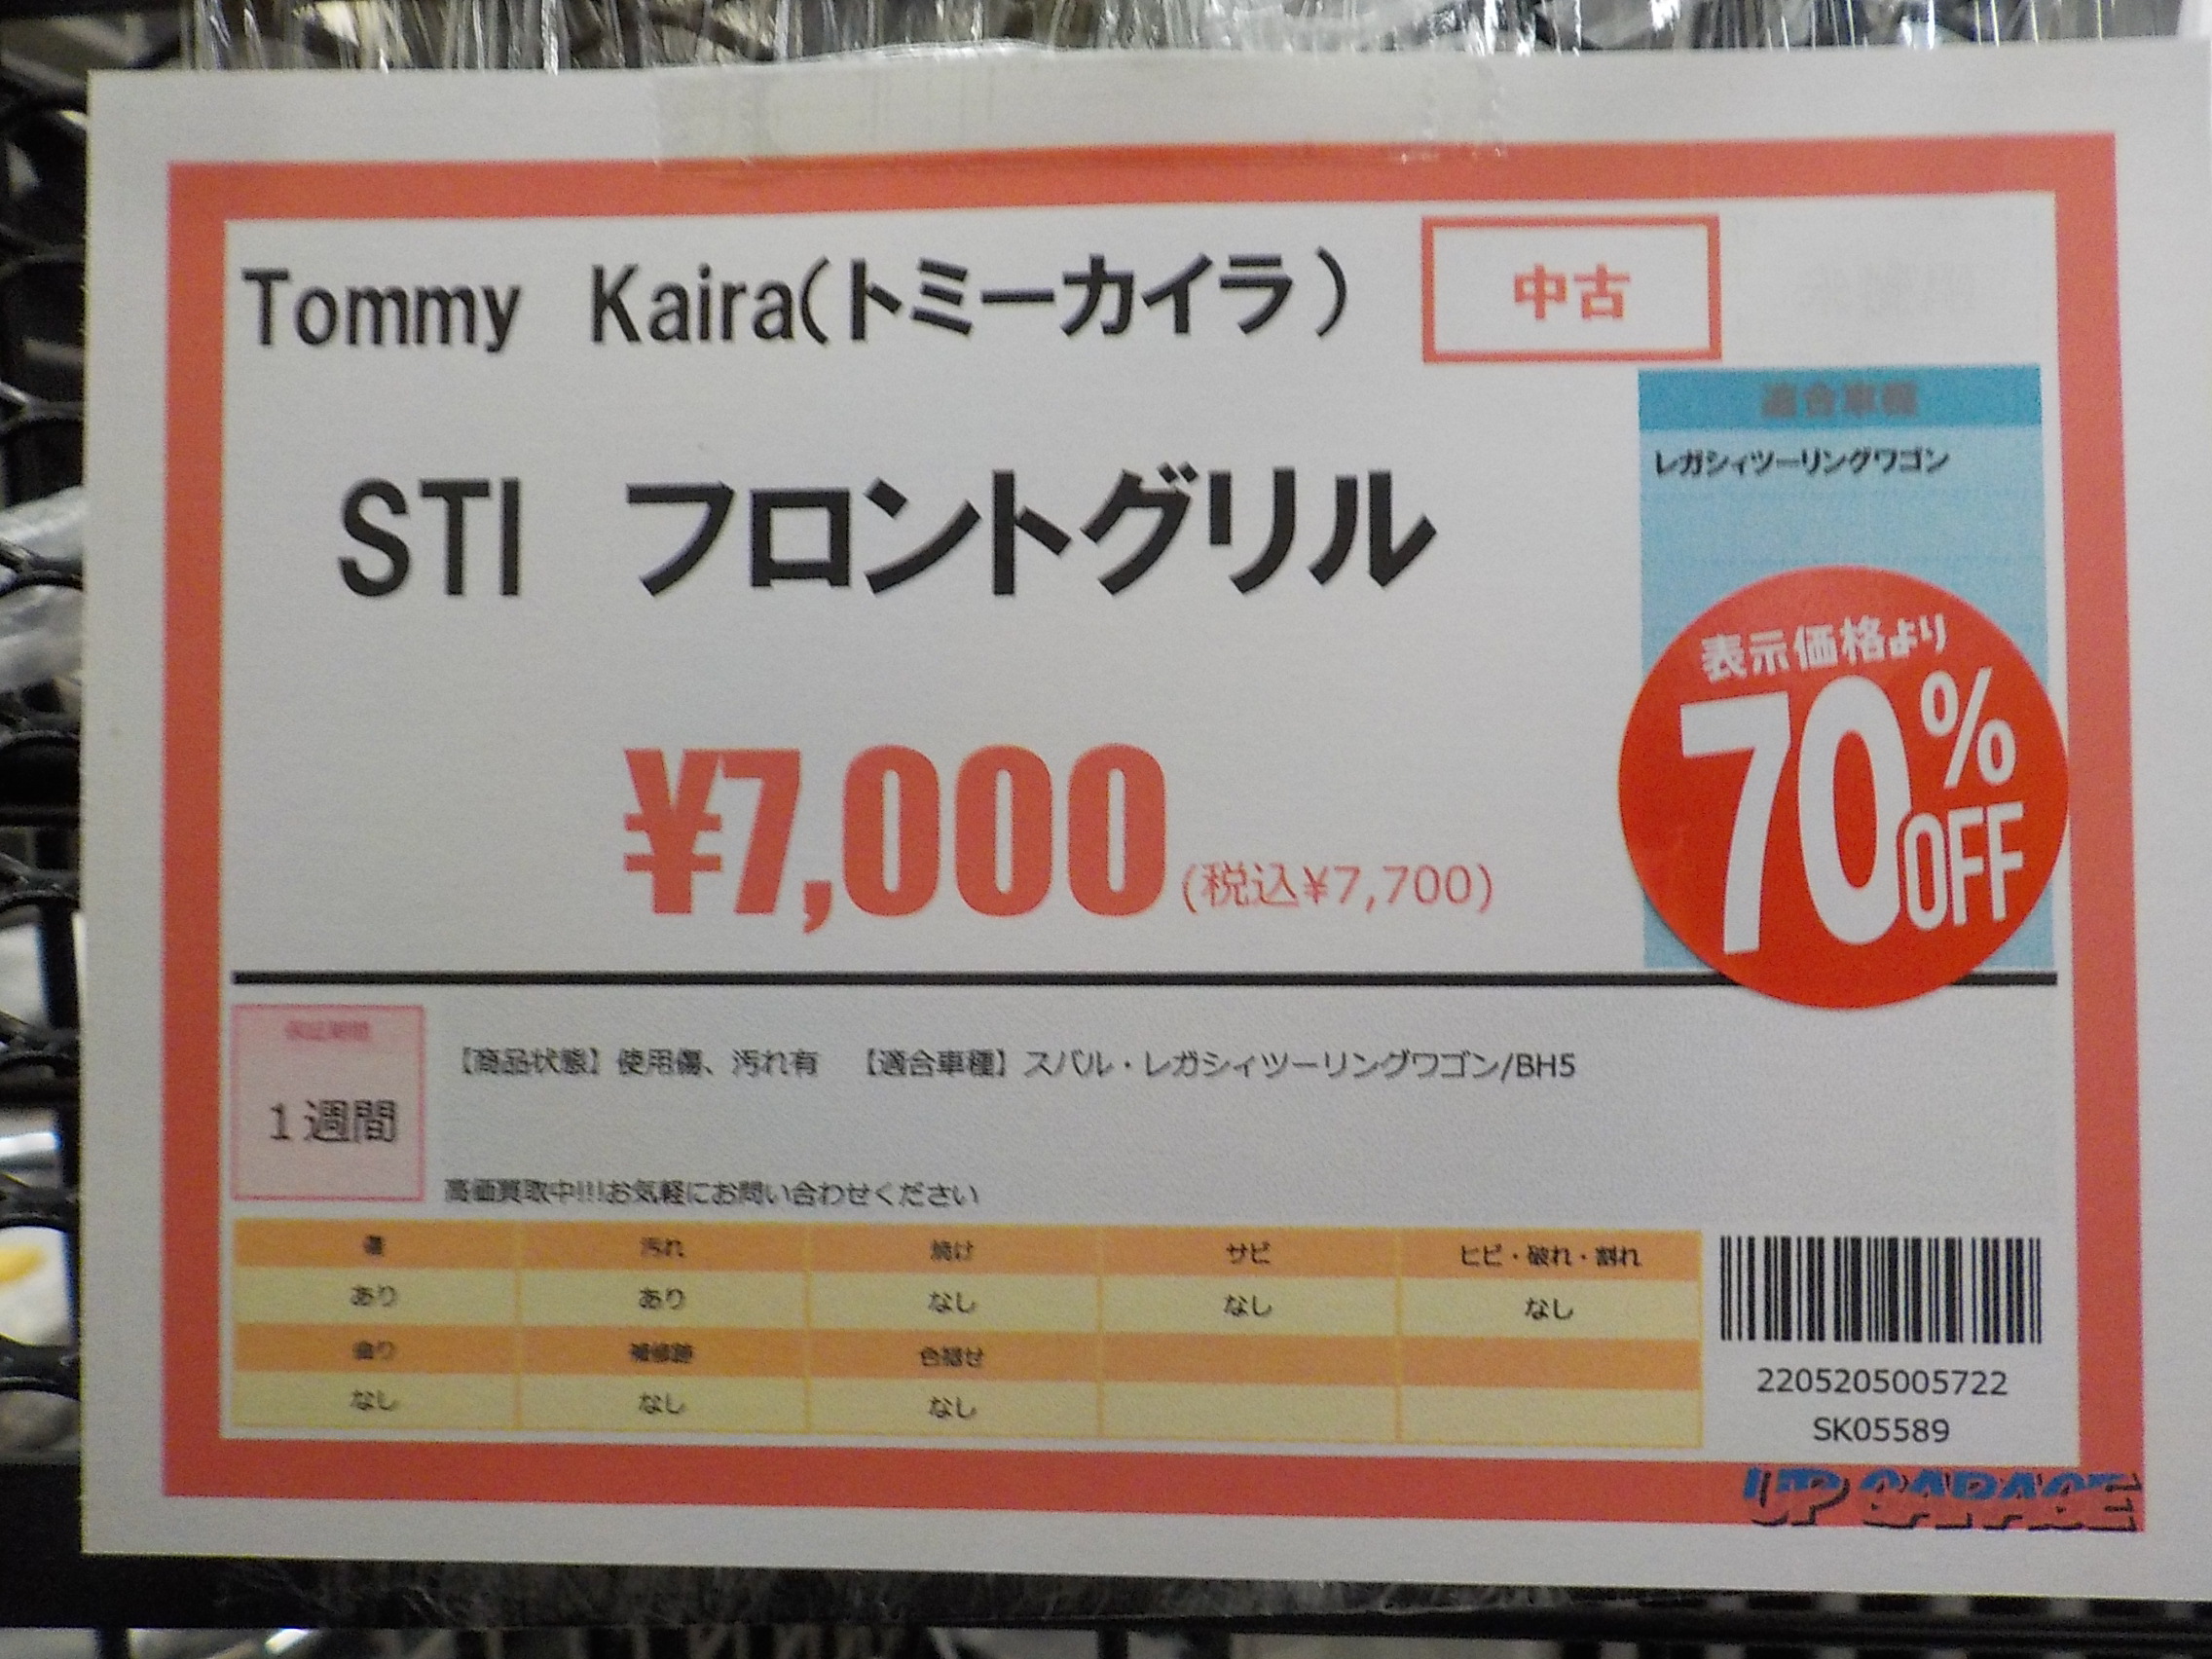 Tommy Kaira(トミーカイラ)
中古
STI フロントグリル
適合車種
レガシィツーリングワゴン
表示価格より
70%OFF
¥7,000(税込¥7,700)
保証期間
1週間
【商品状態】使用傷、汚れ有 【適合車種】スバル・レガシィツーリングワゴン/BH5
高価買取中!!!お気軽にお問い合わせください
傷 汚れ 焼け サビ ヒビ・破れ・割れ
あり あり なし なし なし
曲り 補修跡 色褪せ
なし なし なし
2205205005722
SK05589
UP GARAGE